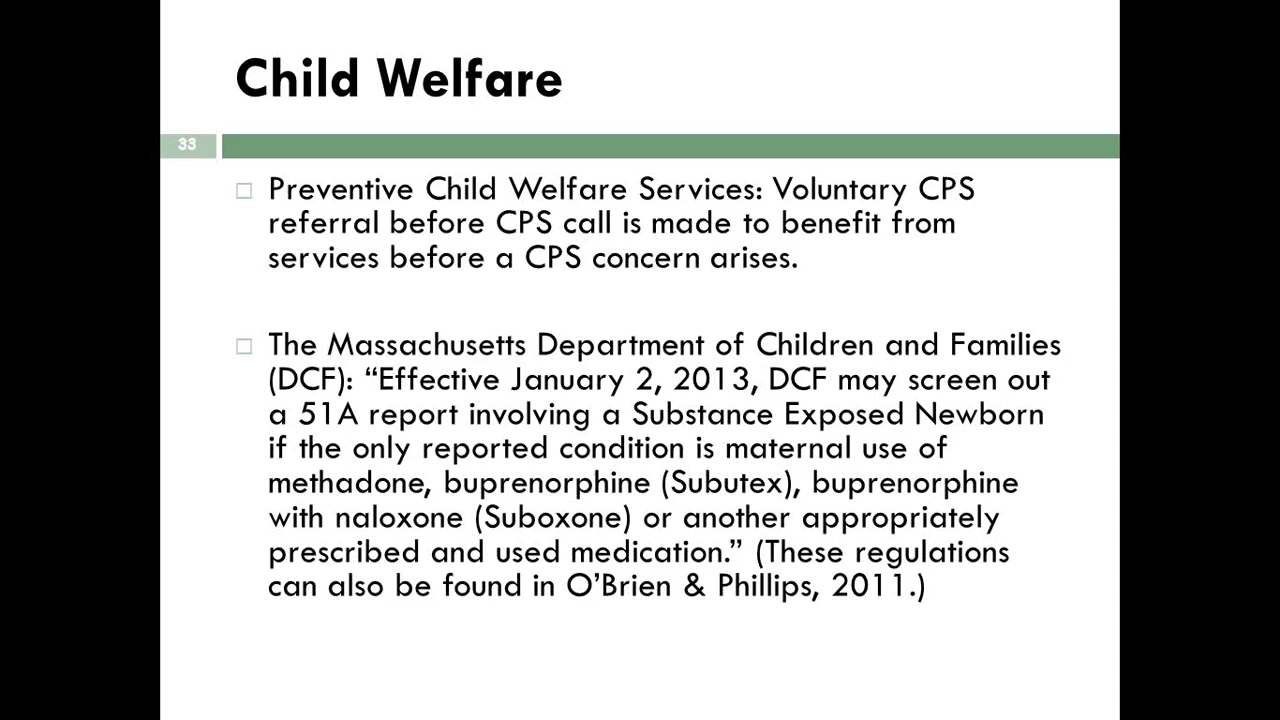 Child Welfare
33
Preventive Child Welfare Services: Voluntary CPS
referral before CPS call is made to benefit from
services before a CPS concern arises.
The Massachusetts Department of Children and Families
(DCF): “Effective January 2, 2013, DCF may screen out
a 51A report involving a Substance Exposed Newborn
if the only reported condition is maternal use of
methadone, buprenorphine (Subutex), buprenorphine
with naloxone (Suboxone) or another appropriately
prescribed and used medication.” (These regulations
can also be found in O’Brien & Phillips, 2011.)